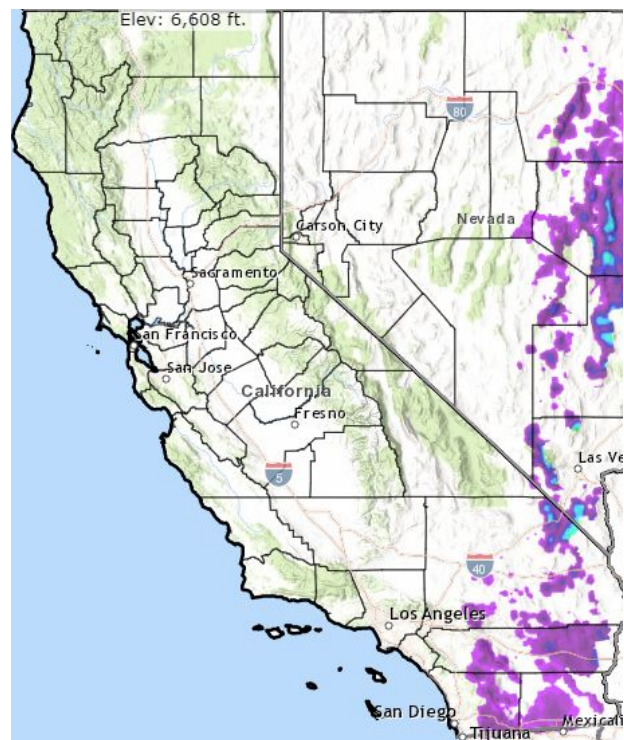 Elev: 6,608 ft.
80
Nevada
Carson City
Sacramento
San Francisco
San Jose
California
Fresno
5
Las Ve
40
Los Angeles
San Diego
Mexicali
Tijuana